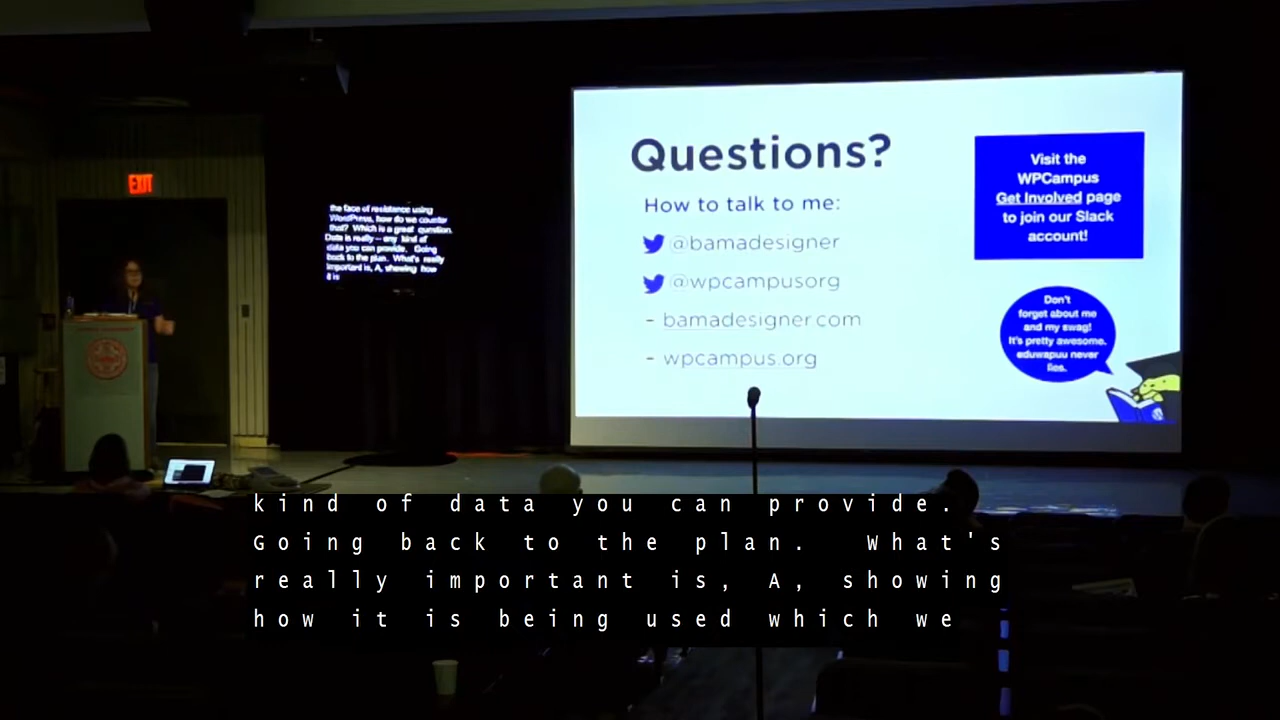 EXIT
the face of resistance using
WordPress, how do we counter
that? Which is a great question.
Data is really -- any kind of
data you can provide. Going
back to the plan. What's really
important is, A, showing how
it is
Questions?
How to talk to me:
@bamadesigner
@wpcampusorg
- bamadesigner.com
- wpcampus.org
Visit the
WPCampus
Get Involved page
to join our Slack
account!
Don't
forget about me
and my swag!
It's pretty awesome.
eduwapuu never
lies.
kind of data you can provide.
Going back to the plan. What's
really important is, A, showing
how it is being used which we